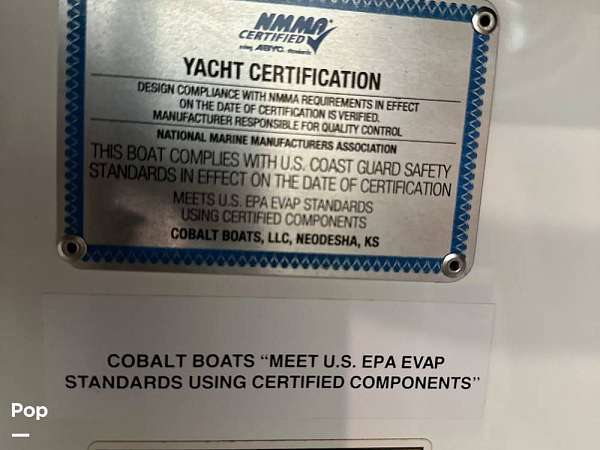 NMMA
CERTIFIED
using ABYC standards
YACHT CERTIFICATION
DESIGN COMPLIANCE WITH NMMA REQUIREMENTS IN EFFECT
ON THE DATE OF CERTIFICATION IS VERIFIED.
MANUFACTURER RESPONSIBLE FOR QUALITY CONTROL
NATIONAL MARINE MANUFACTURERS ASSOCIATION
THIS BOAT COMPLIES WITH U.S. COAST GUARD SAFETY
STANDARDS IN EFFECT ON THE DATE OF CERTIFICATION
MEETS U.S. EPA EVAP STANDARDS
USING CERTIFIED COMPONENTS
COBALT BOATS, LLC, NEODESHA, KS
COBALT BOATS “MEET U.S. EPA EVAP
STANDARDS USING CERTIFIED COMPONENTS”
Pop